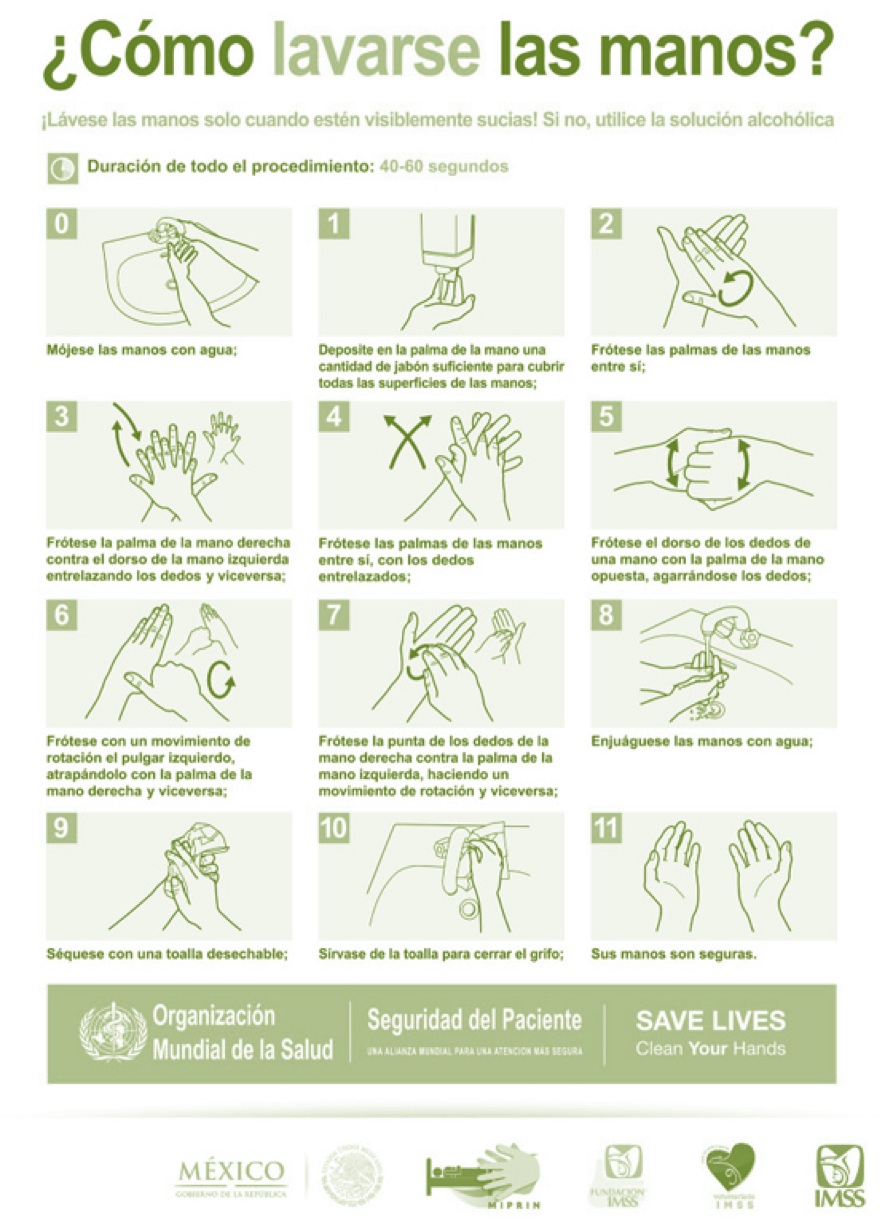 ¿Cómo lavarse las manos?
¡Lávese las manos solo cuando estén visiblemente sucias! Si no, utilice la solución alcohólica
Duración de todo el procedimiento: 40-60 segundos
0
Mójese las manos con agua;
1
Deposite en la palma de la mano una
cantidad de jabón suficiente para cubrir
todas las superficies de las manos;
2
Frótese las palmas de las manos
entre sí;
3
Frótese la palma de la mano derecha
contra el dorso de la mano izquierda
entrelazando los dedos y viceversa;
4
Frótese las palmas de las manos
entre sí, con los dedos
entrelazados;
5
Frótese el dorso de los dedos de
una mano con la palma de la mano
opuesta, agarrándose los dedos;
6
Frótese con un movimiento de
rotación el pulgar izquierdo,
atrapándolo con la palma de la
mano derecha y viceversa;
7
Frótese la punta de los dedos de la
mano derecha contra la palma de la
mano izquierda, haciendo un
movimiento de rotación y viceversa;
8
Enjuáguese las manos con agua;
9
Séquese con una toalla desechable;
10
Sírvase de la toalla para cerrar el grifo;
11
Sus manos son seguras.
Organización
Mundial de la Salud
Seguridad del Paciente
UNA ALIANZA MUNDIAL PARA UNA ATENCION MÁS SEGURA
SAVE LIVES
Clean Your Hands
MÉXICO
GOBIERNO DE LA REPÚBLICA
MIPRIN
FUNDACIÓN
IMSS
Voluntariado
IMSS
IMSS